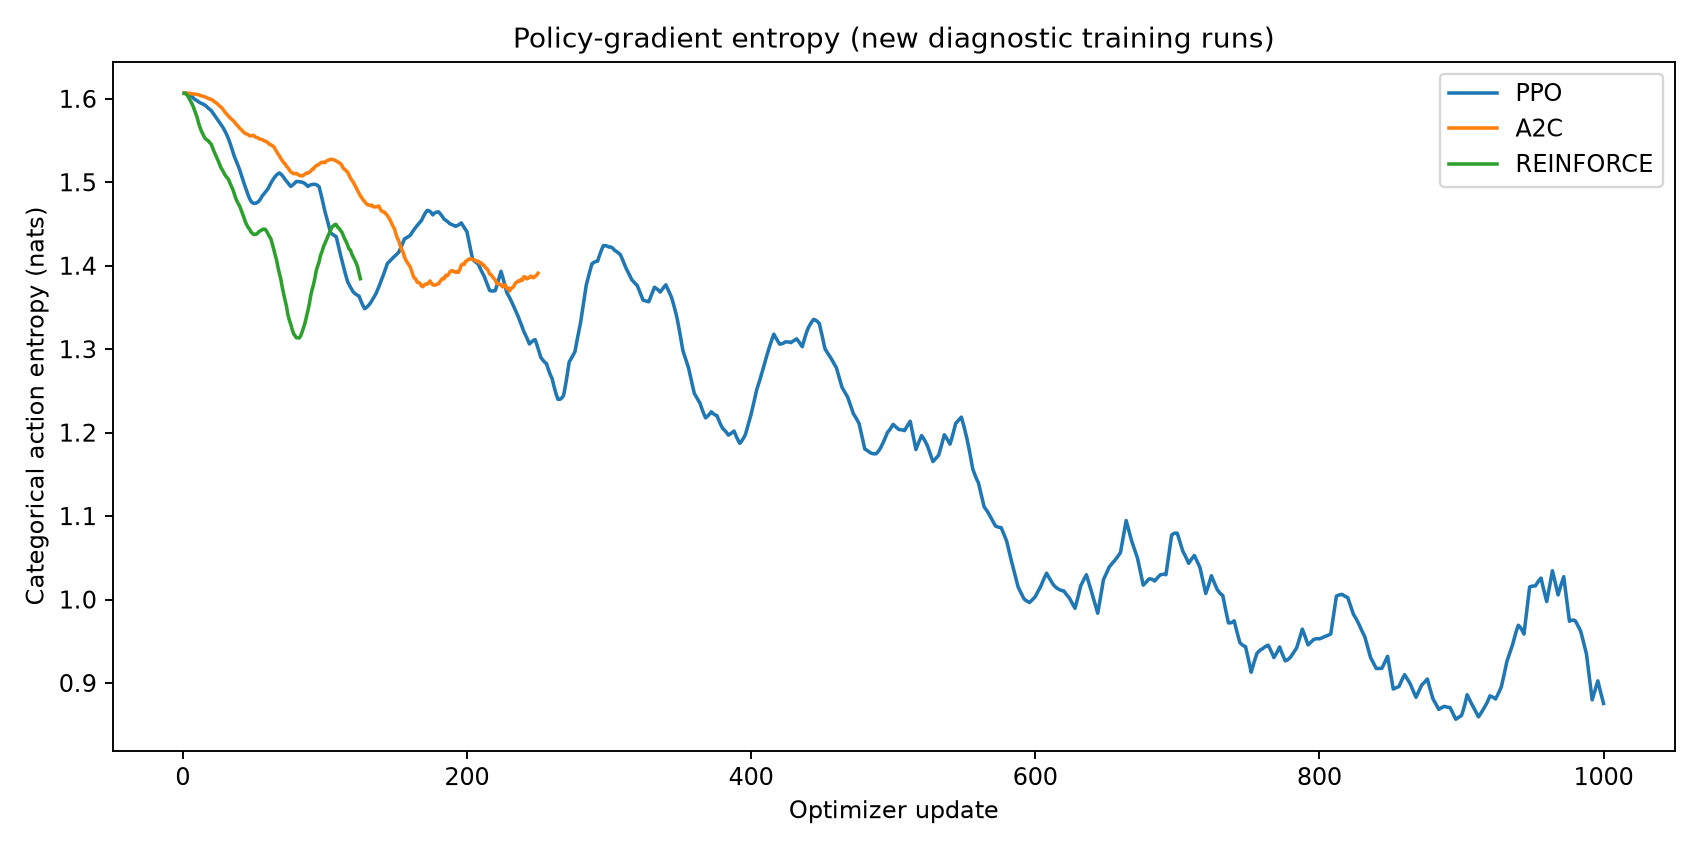 Policy-gradient entropy (new diagnostic training runs)
PPO
A2C
REINFORCE
Categorical action entropy (nats)
1.6
1.5
1.4
1.3
1.2
1.1
1.0
0.9
0 200 400 600 800 1000
Optimizer update